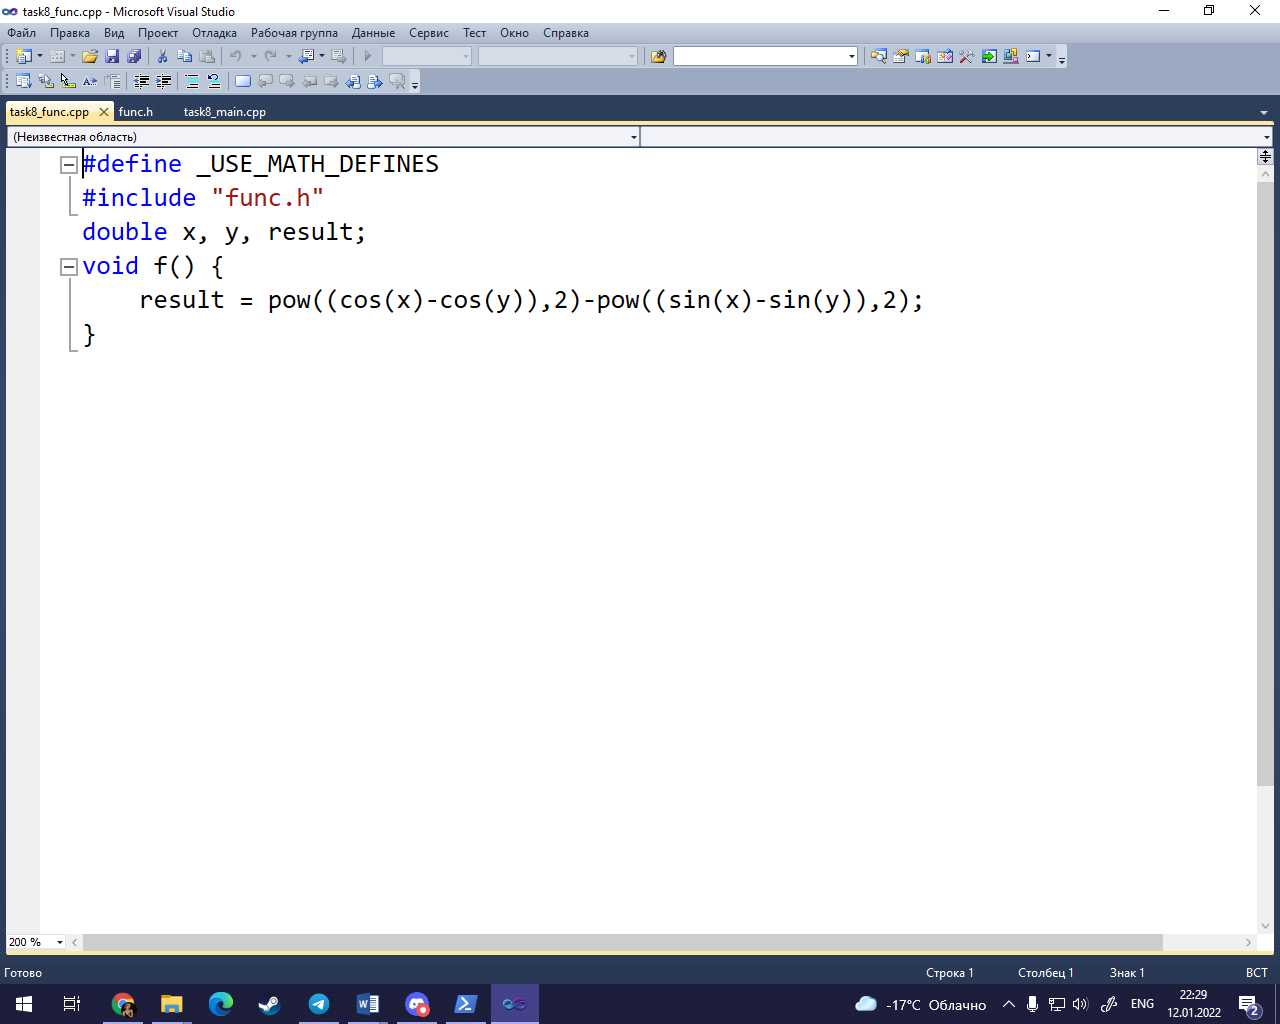 task8_func.cpp - Microsoft Visual Studio
Файл Правка Вид Проект Отладка Рабочая группа Данные Сервис Тест Окно Справка
task8_func.cpp func.h task8_main.cpp
(Неизвестная область)
#define _USE_MATH_DEFINES
#include "func.h"
double x, y, result;
void f() {
    result = pow((cos(x)-cos(y)),2)-pow((sin(x)-sin(y)),2);
}
200 %
Готово Строка 1 Столбец 1 Знак 1 ВСТ
-17°C Облачно ENG 22:29
12.01.2022 2